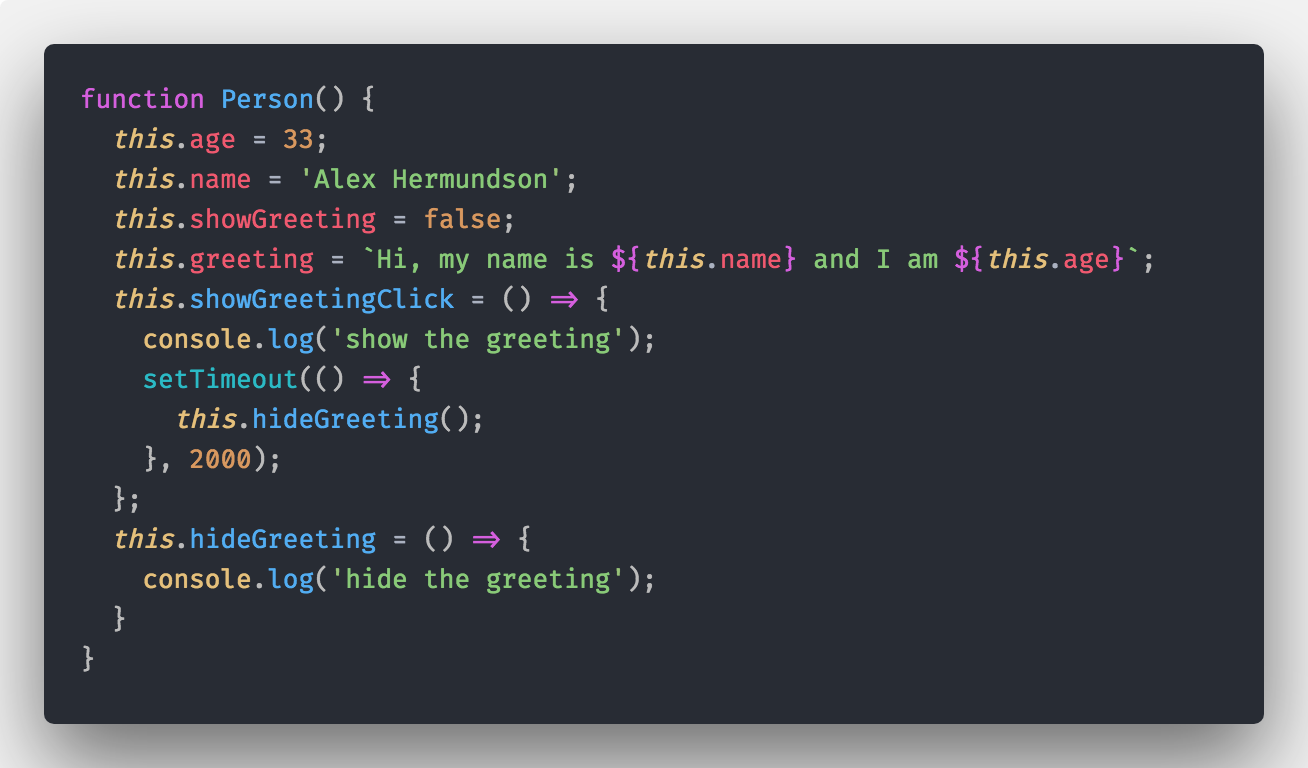 function Person() {
  this.age = 33;
  this.name = 'Alex Hermundson';
  this.showGreeting = false;
  this.greeting = `Hi, my name is ${this.name} and I am ${this.age}`;
  this.showGreetingClick = () => {
    console.log('show the greeting');
    setTimeout(() => {
      this.hideGreeting();
    }, 2000);
  };
  this.hideGreeting = () => {
    console.log('hide the greeting');
  }
}